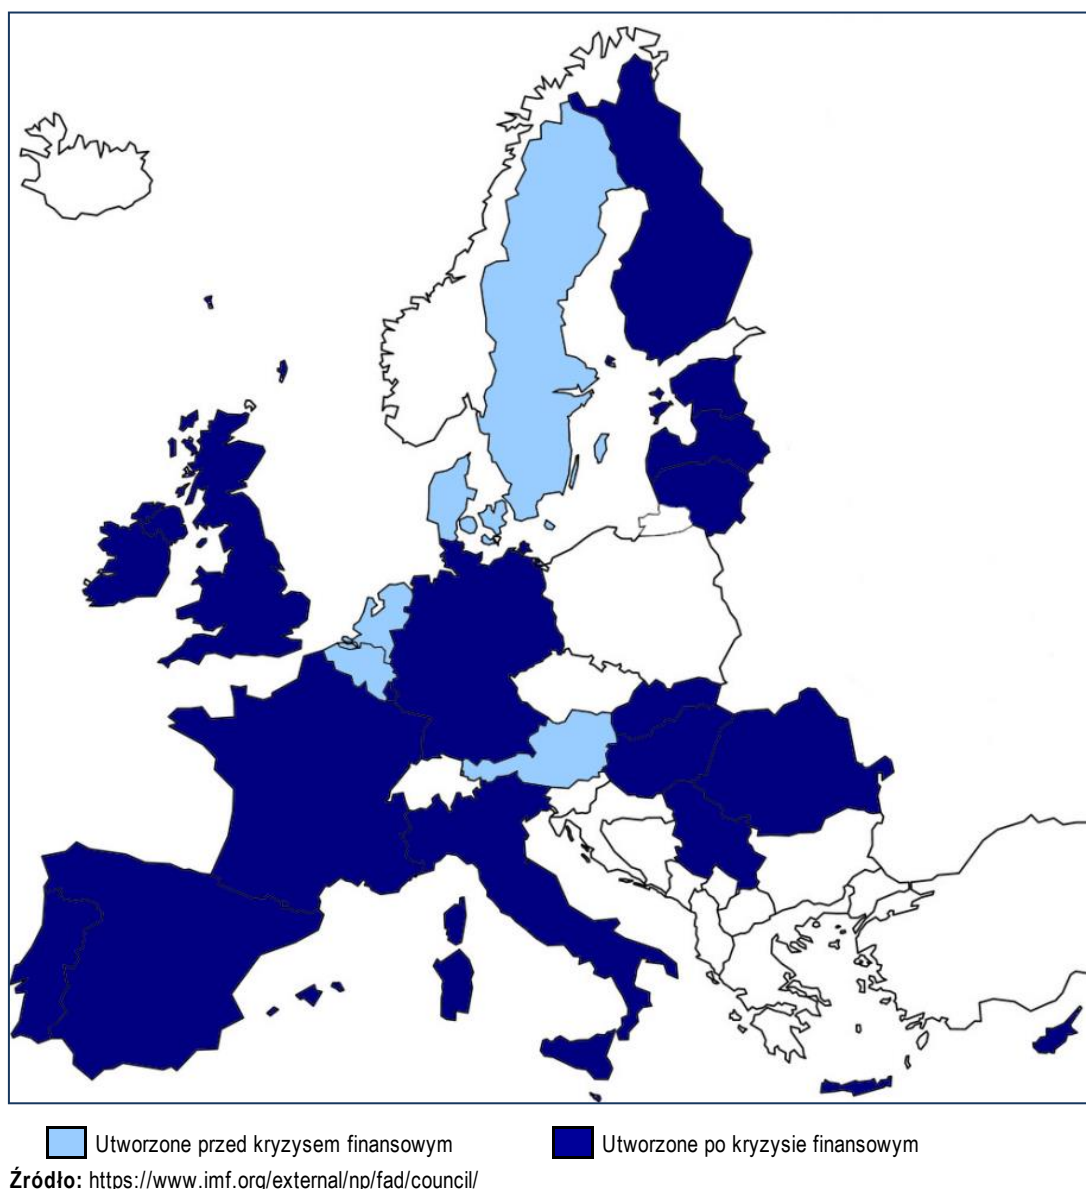 Utworzone przed kryzysem finansowym
Utworzone po kryzysie finansowym
Źródło: https://www.imf.org/external/np/fad/council/